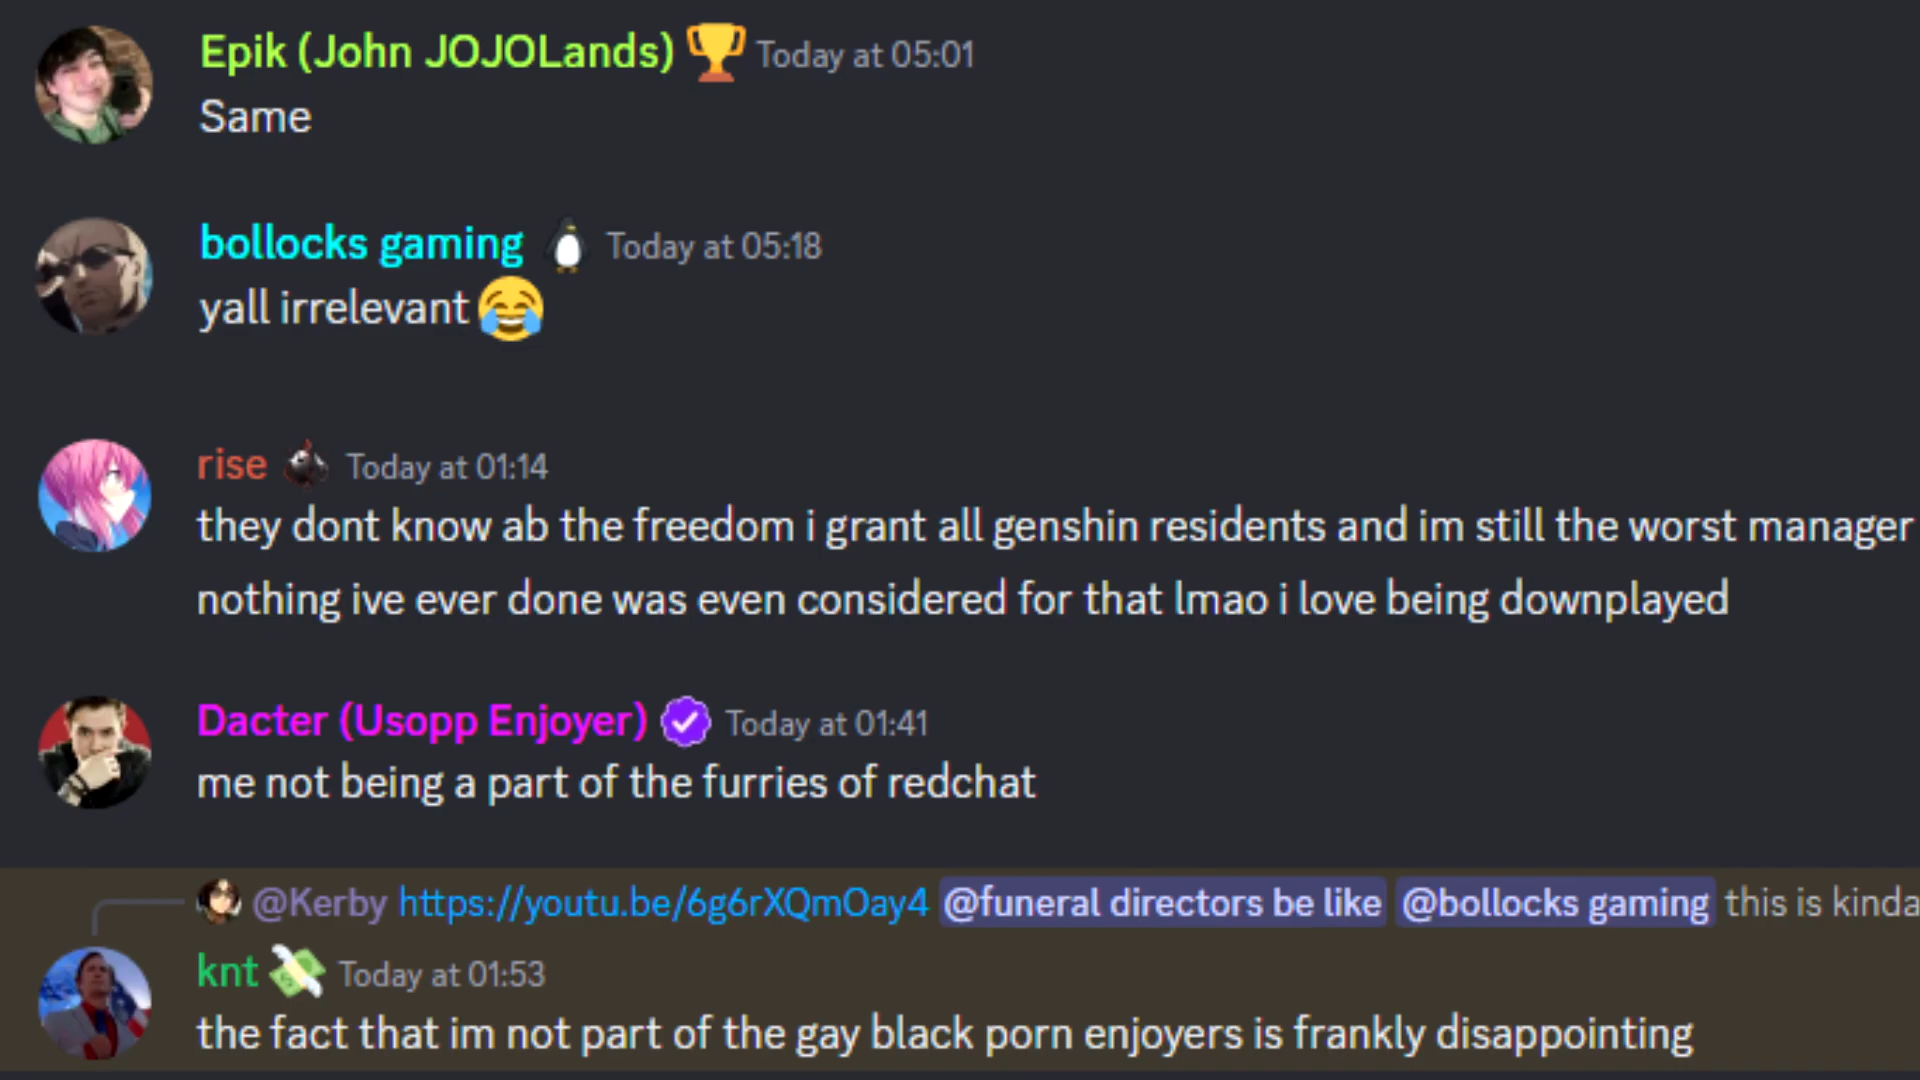 Epik (John JOJOLands) 🏆 Today at 05:01
Same
bollocks gaming 🐧 Today at 05:18
yall irrelevant 😂
rise Today at 01:14
they dont know ab the freedom i grant all genshin residents and im still the worst manager
nothing ive ever done was even considered for that lmao i love being downplayed
Dacter (Usopp Enjoyer) Today at 01:41
me not being a part of the furries of redchat
@Kerby https://youtu.be/6g6rXQmOay4 @funeral directors be like @bollocks gaming this is kinda
knt 💸 Today at 01:53
the fact that im not part of the gay black porn enjoyers is frankly disappointing